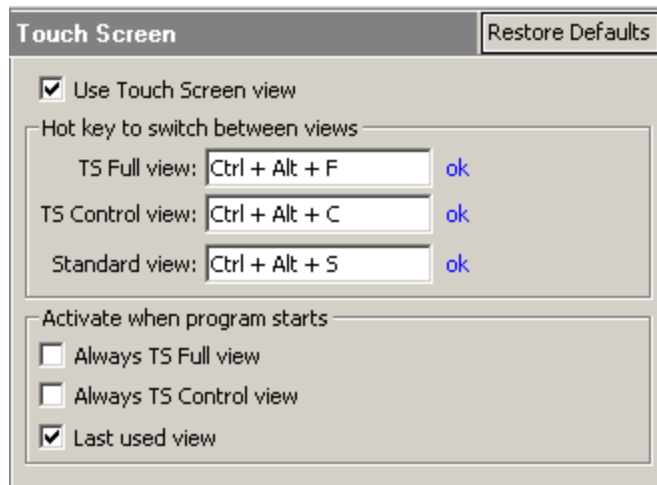 Touch Screen Restore Defaults
Use Touch Screen view
Hot key to switch between views
TS Full view: Ctrl + Alt + F ok
TS Control view: Ctrl + Alt + C ok
Standard view: Ctrl + Alt + S ok
Activate when program starts
Always TS Full view
Always TS Control view
Last used view